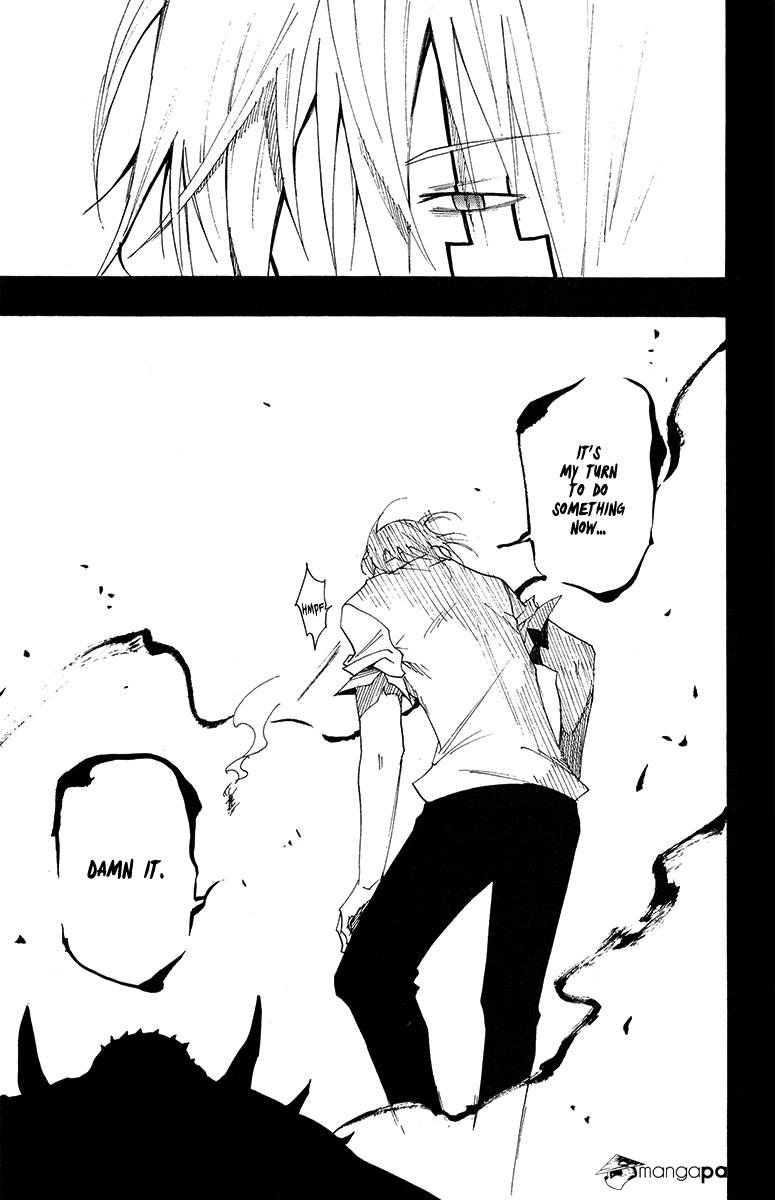 IT'S
MY TURN
TO DO
SOMETHING
NOW...
HMPF
DAMN IT.
mangapa